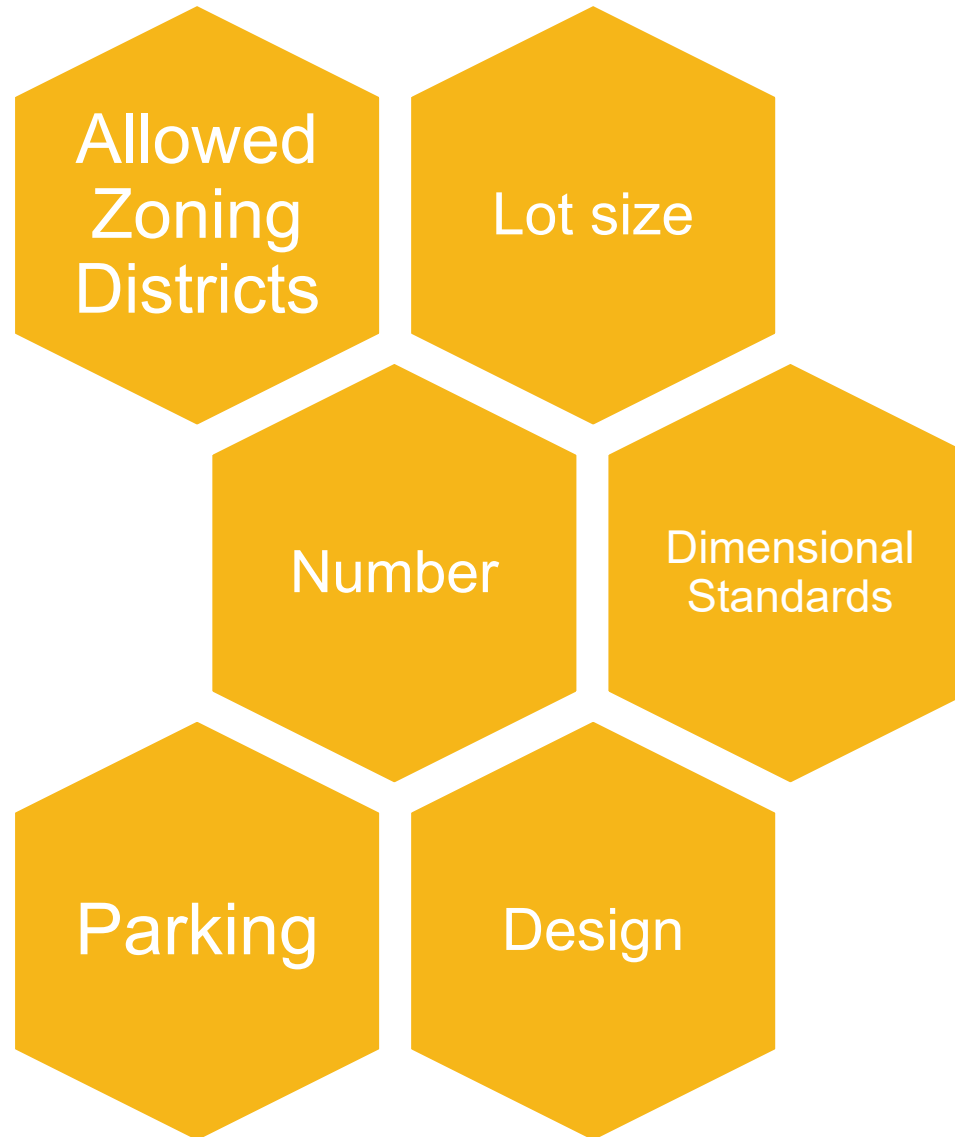 Allowed
Zoning
Districts
Lot size
Number
Dimensional
Standards
Parking
Design